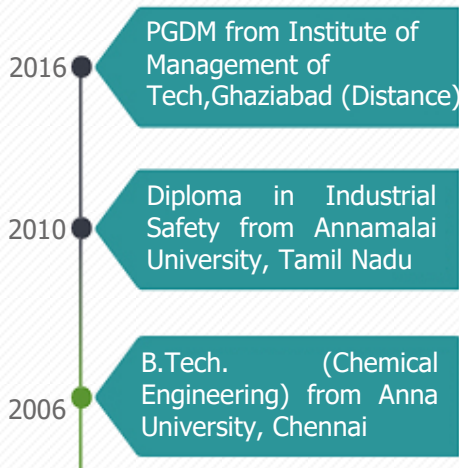 2016
PGDM from Institute of
Management of
Tech,Ghaziabad (Distance)
2010
Diploma in Industrial
Safety from Annamalai
University, Tamil Nadu
2006
B.Tech. (Chemical
Engineering) from Anna
University, Chennai